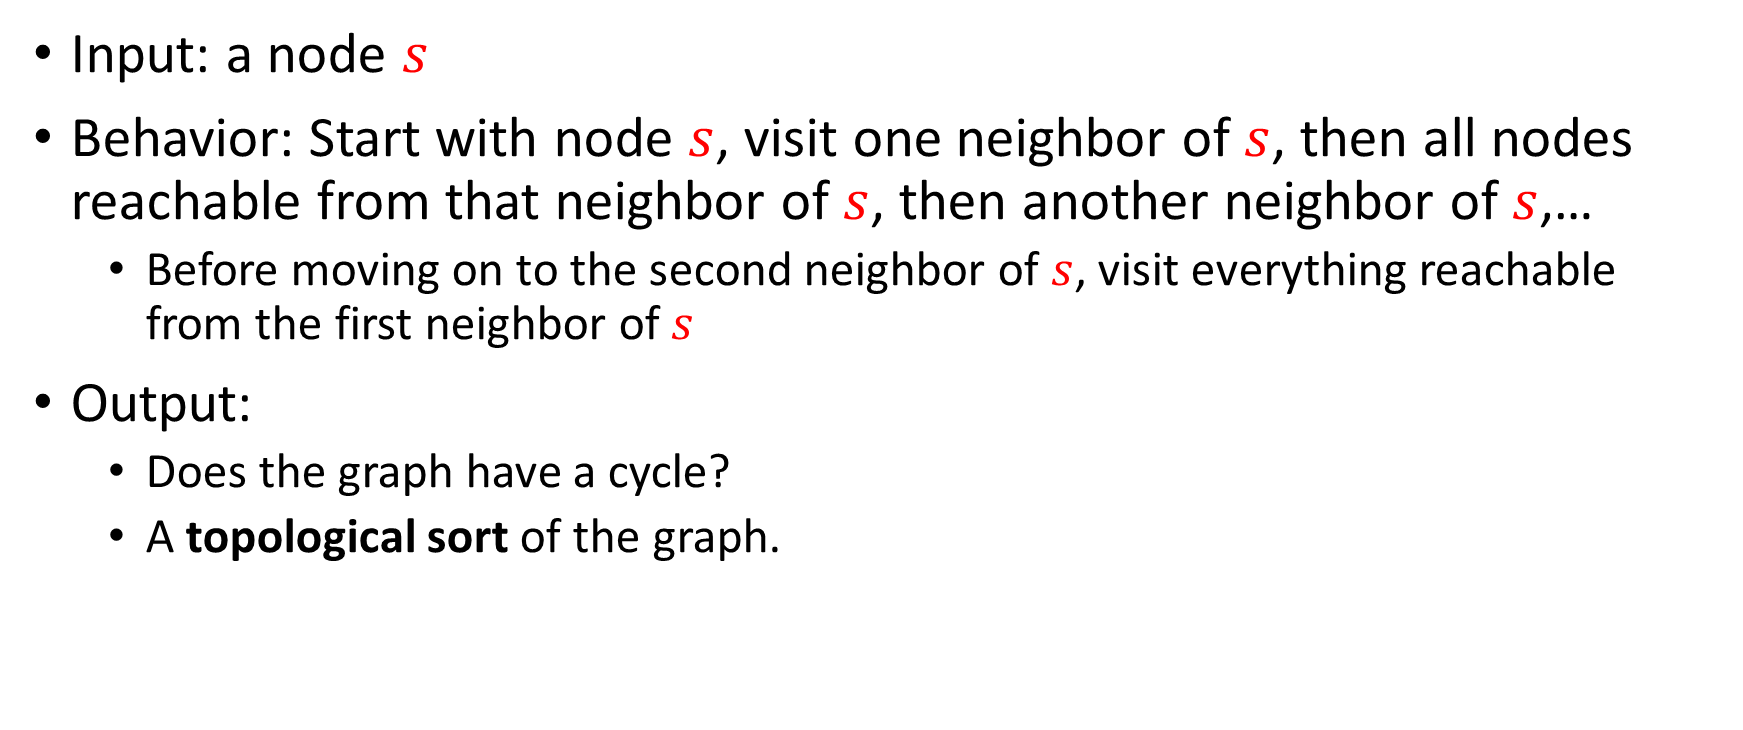 • Input: a node s
• Behavior: Start with node s, visit one neighbor of s, then all nodes
reachable from that neighbor of s, then another neighbor of s,…
• Before moving on to the second neighbor of s, visit everything reachable
from the first neighbor of s
• Output:
• Does the graph have a cycle?
• A topological sort of the graph.